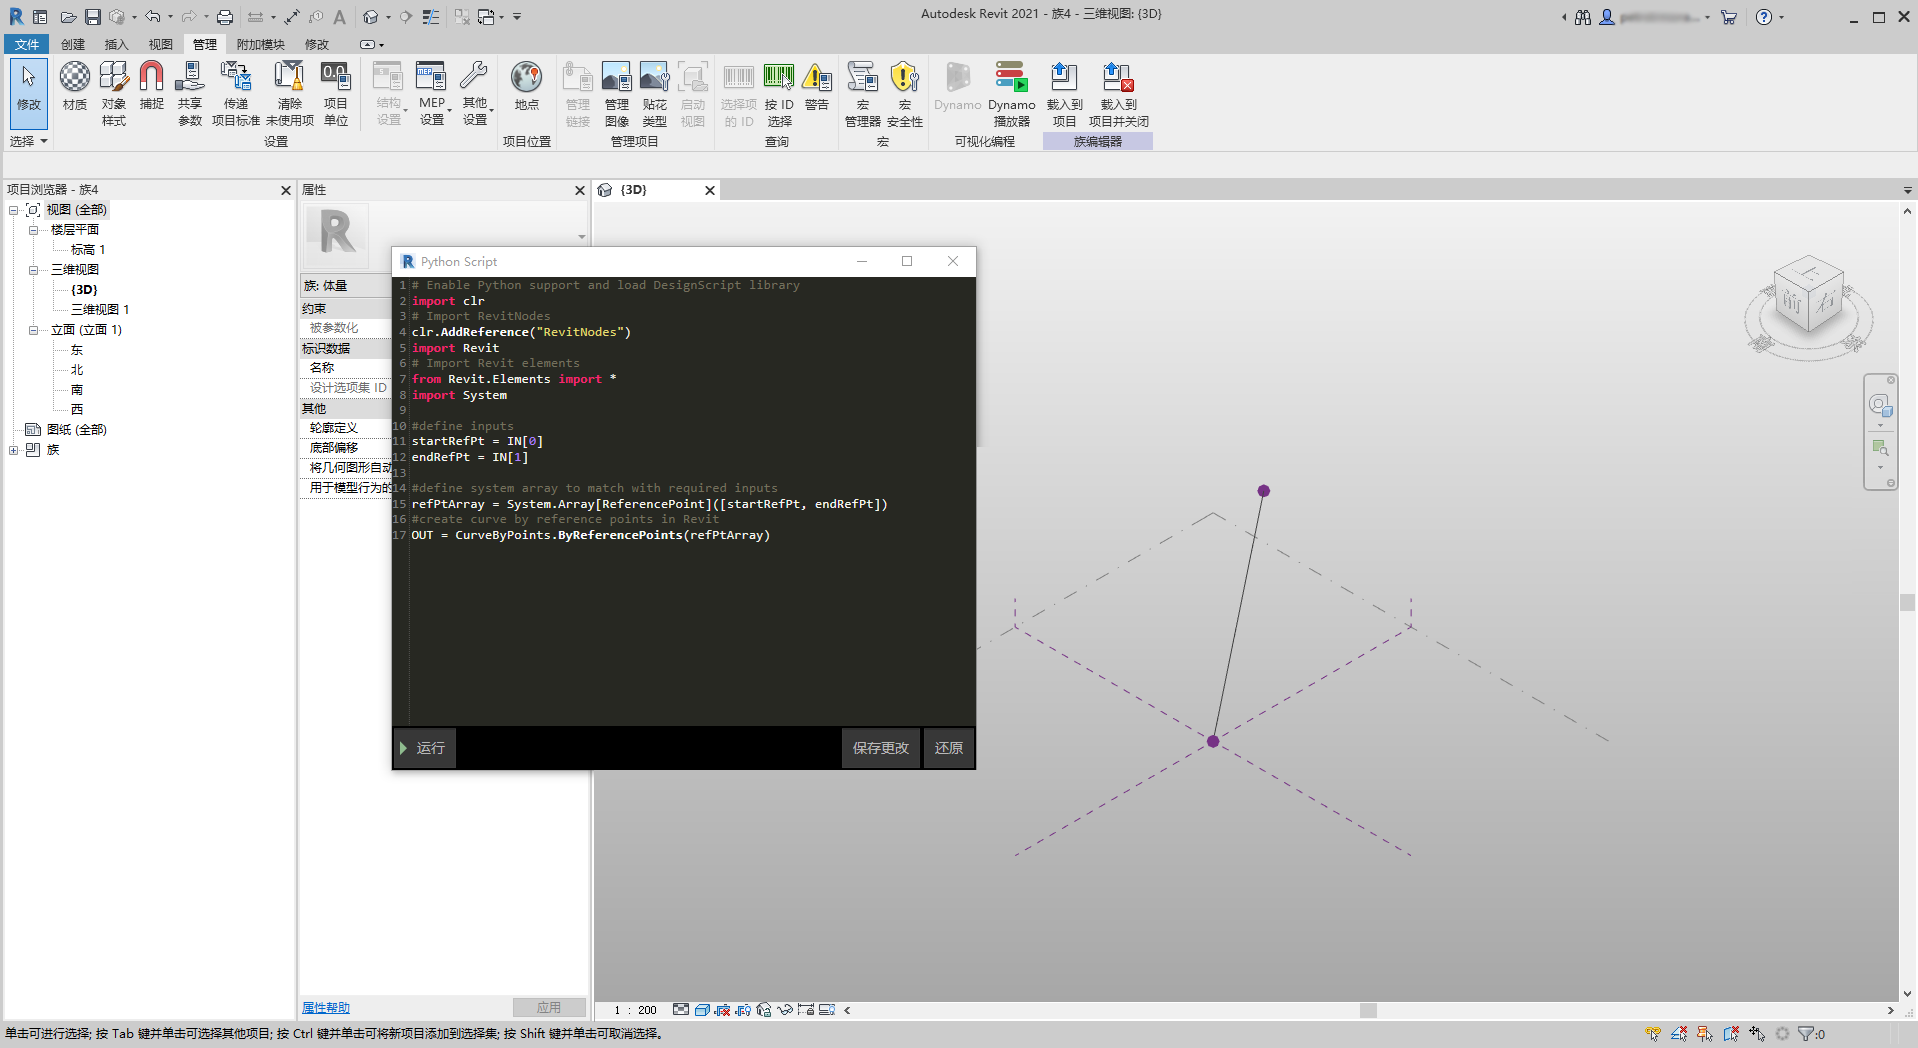 Autodesk Revit 2021 - 族4 - 三维视图: {3D}
文件 创建 插入 视图 管理 附加模块 修改
修改
材质
对象
样式
捕捉
共享
参数
传递
项目标准
清除
未使用项
项目
单位
结构
设置
MEP
设置
其他
设置
地点
管理
链接
管理
图像
贴花
类型
启动
视图
选择项
的 ID
按 ID
选择
警告
宏
管理器
宏
安全性
Dynamo
Dynamo
播放器
载入到
项目
载入到
项目并关闭
选择 设置 项目位置 管理项目 查询 宏 可视化编程 族编辑器
项目浏览器 - 族4
视图 (全部)
楼层平面
标高 1
三维视图
{3D}
三维视图 1
立面 (立面 1)
东
北
南
西
图纸 (全部)
族
属性
族: 体量
约束
被参数化
标识数据
名称
设计选项集 ID
其他
轮廓定义
底部偏移
将几何图形自动
用于模型行为的
属性帮助
应用
{3D}
Python Script
1 # Enable Python support and load DesignScript library
2 import clr
3 # Import RevitNodes
4 clr.AddReference("RevitNodes")
5 import Revit
6 # Import Revit elements
7 from Revit.Elements import *
8 import System
9
10 #define inputs
11 startRefPt = IN[0]
12 endRefPt = IN[1]
13
14 #define system array to match with required inputs
15 refPtArray = System.Array[ReferencePoint]([startRefPt, endRefPt])
16 #create curve by reference points in Revit
17 OUT = CurveByPoints.ByReferencePoints(refPtArray)
运行
保存更改
还原
上
前
右
1 : 200
单击可进行选择; 按 Tab 键并单击可选择其他项目; 按 Ctrl 键并单击可将新项目添加到选择集; 按 Shift 键并单击可取消选择。
:0